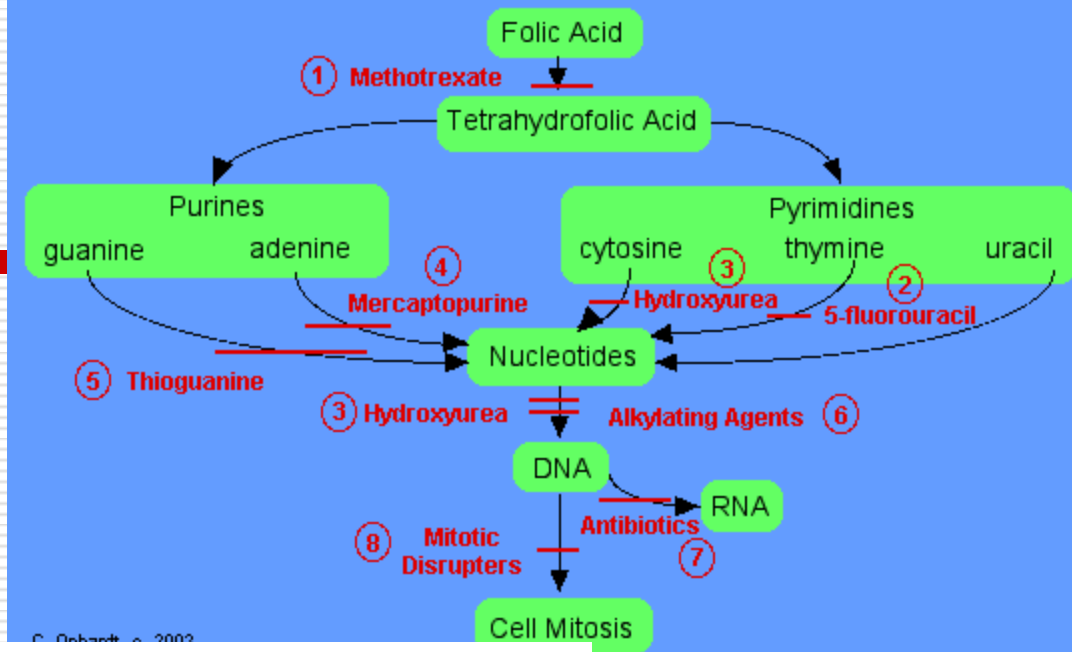 Folic Acid
1 Methotrexate
Tetrahydrofolic Acid
Purines
guanine adenine
Pyrimidines
cytosine thymine uracil
4
Mercaptopurine
3
Hydroxyurea
2
5-fluorouracil
5 Thioguanine
Nucleotides
3 Hydroxyurea
Alkylating Agents 6
DNA
RNA
Antibiotics
7
8 Mitotic
Disrupters
Cell Mitosis